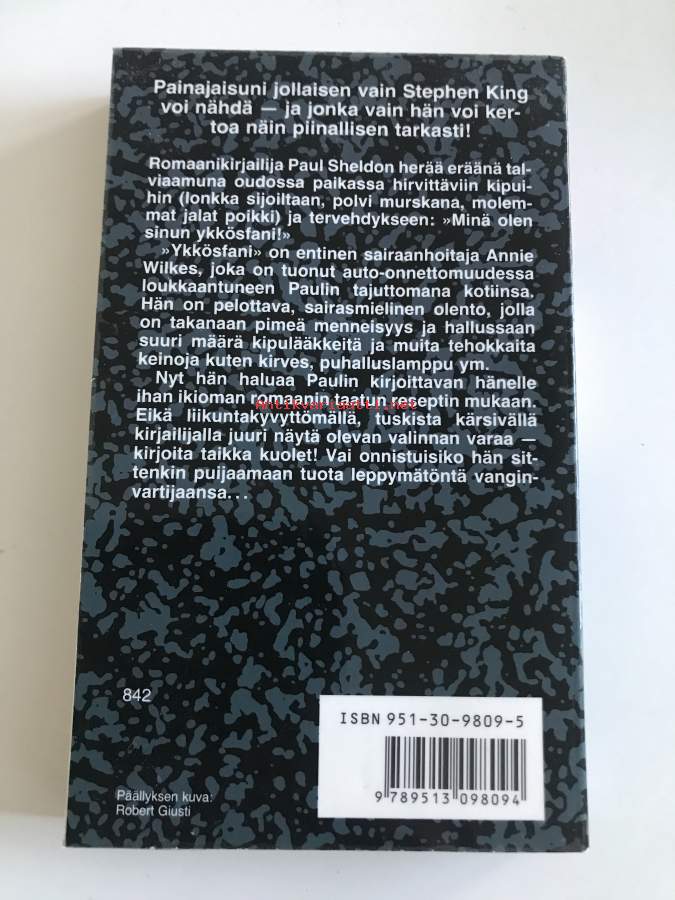 Painajaisuni jollaisen vain Stephen King
voi nähdä — ja jonka vain hän voi ker-
toa näin piinallisen tarkasti!
Romaanikirjailija Paul Sheldon herää eräänä tal-
viaamuna oudossa paikassa hirvittäviin kipui-
hin (lonkka sijoiltaan, polvi murskana, molem-
mat jalat poikki) ja tervehdykseen: »Minä olen
sinun ykkösfani!»
»Ykkösfani» on entinen sairaanhoitaja Annie
Wilkes, joka on tuonut auto-onnettomuudessa
loukkaantuneen Paulin tajuttomana kotiinsa.
Hän on pelottava, sairasmielinen olento, jolla
on takanaan pimeä menneisyys ja hallussaan
suuri määrä kipulääkkeitä ja muita tehokkaita
keinoja kuten kirves, puhalluslamppu ym.
Nyt hän haluaa Paulin kirjoittavan hänelle
ihan ikioman romaanin taatun reseptin mukaan.
Antikvariaatti.net
Eikä liikuntakyvyttömällä, tuskista kärsivällä
kirjailijalla juuri näytä olevan valinnan varaa —
kirjoita taikka kuolet! Vai onnistuisiko hän sit-
tenkin puijaamaan tuota leppymätöntä vangin-
vartijaansa...
842
ISBN 951-30-9809-5
9 789513 098094
Päällyksen kuva:
Robert Giusti